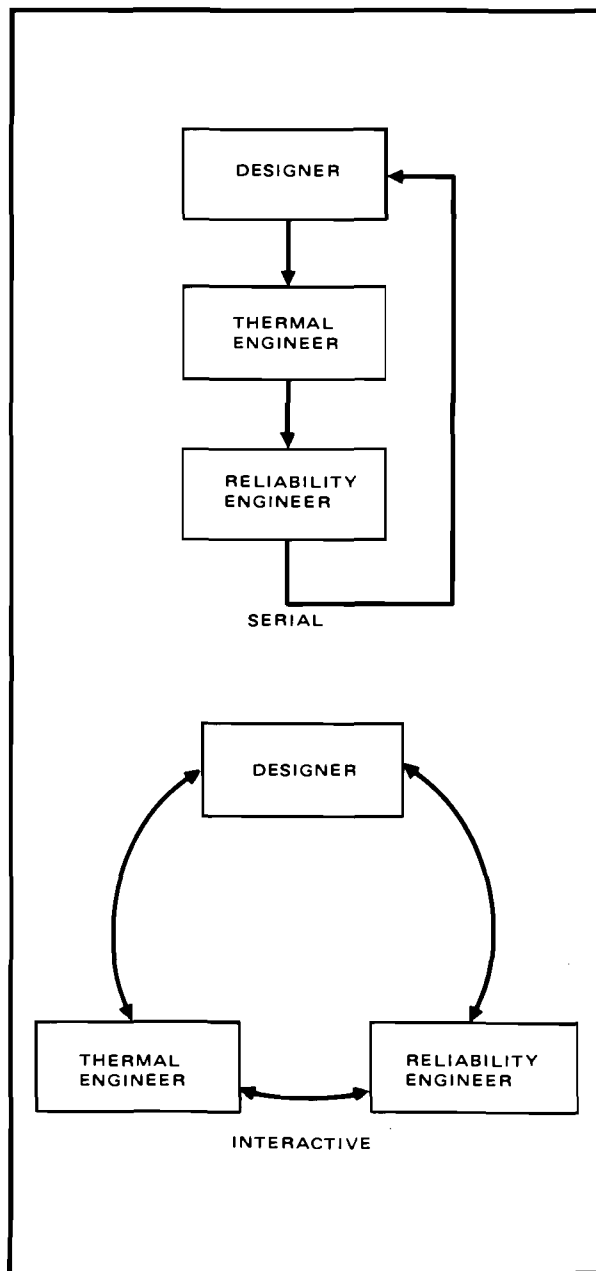 DESIGNER
THERMAL
ENGINEER
RELIABILITY
ENGINEER
SERIAL
DESIGNER
THERMAL
ENGINEER
RELIABILITY
ENGINEER
INTERACTIVE